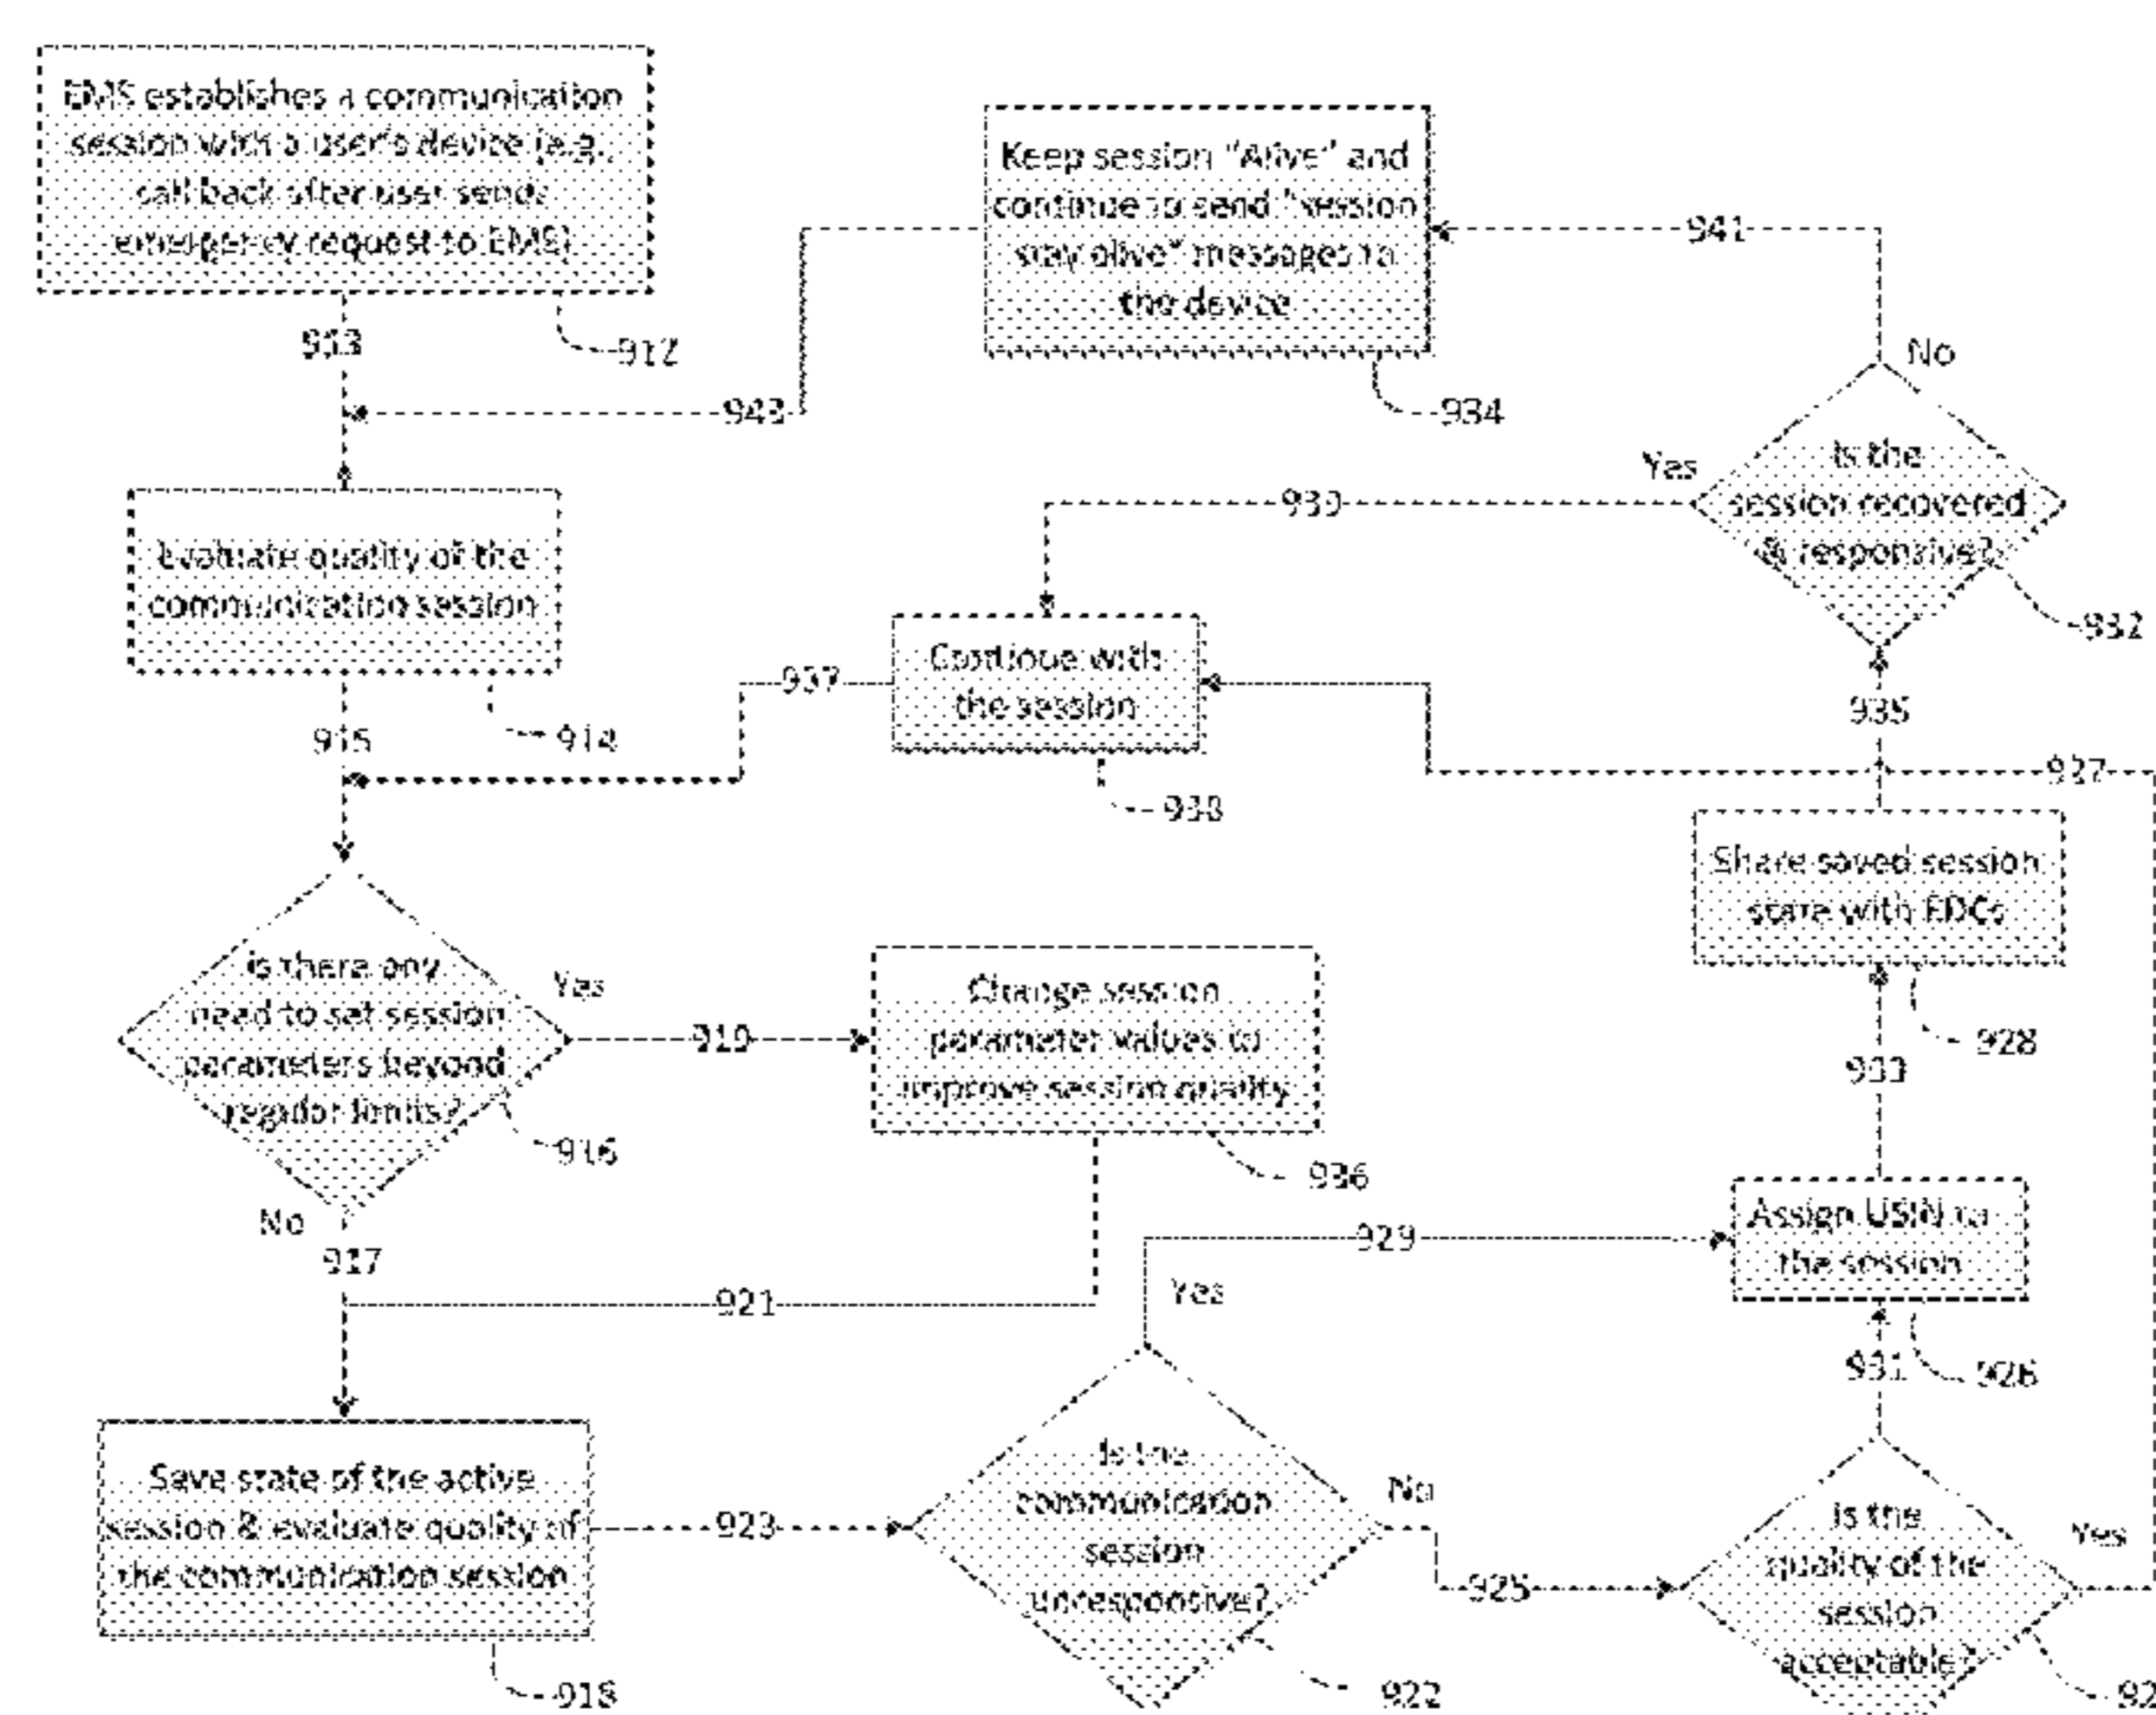 EMS establishes a communication
session with a user's device (e.g.,
call back after user sends
emergency request to EMS)
913
912
Keep session "Alive" and
continue to send "session
stay alive" messages to
the device
941
943
934
No
Is the
session recovered
& responsive?
Yes
932
Evaluate quality of the
communication session
915
914
Continue with
the session
937
935
927
Share saved session
state with EDCs
928
933
Is there any
need to set session
parameters beyond
regular limits?
Yes
916
No
917
919
Change session
parameter values to
improve session quality
936
921
929
Yes
Assign USIN to
the session
926
931
Save state of the active
session & evaluate quality of
the communication session
918
923
Is the
communication
session
unresponsive?
No
922
925
Is the
quality of the
session
acceptable?
Yes